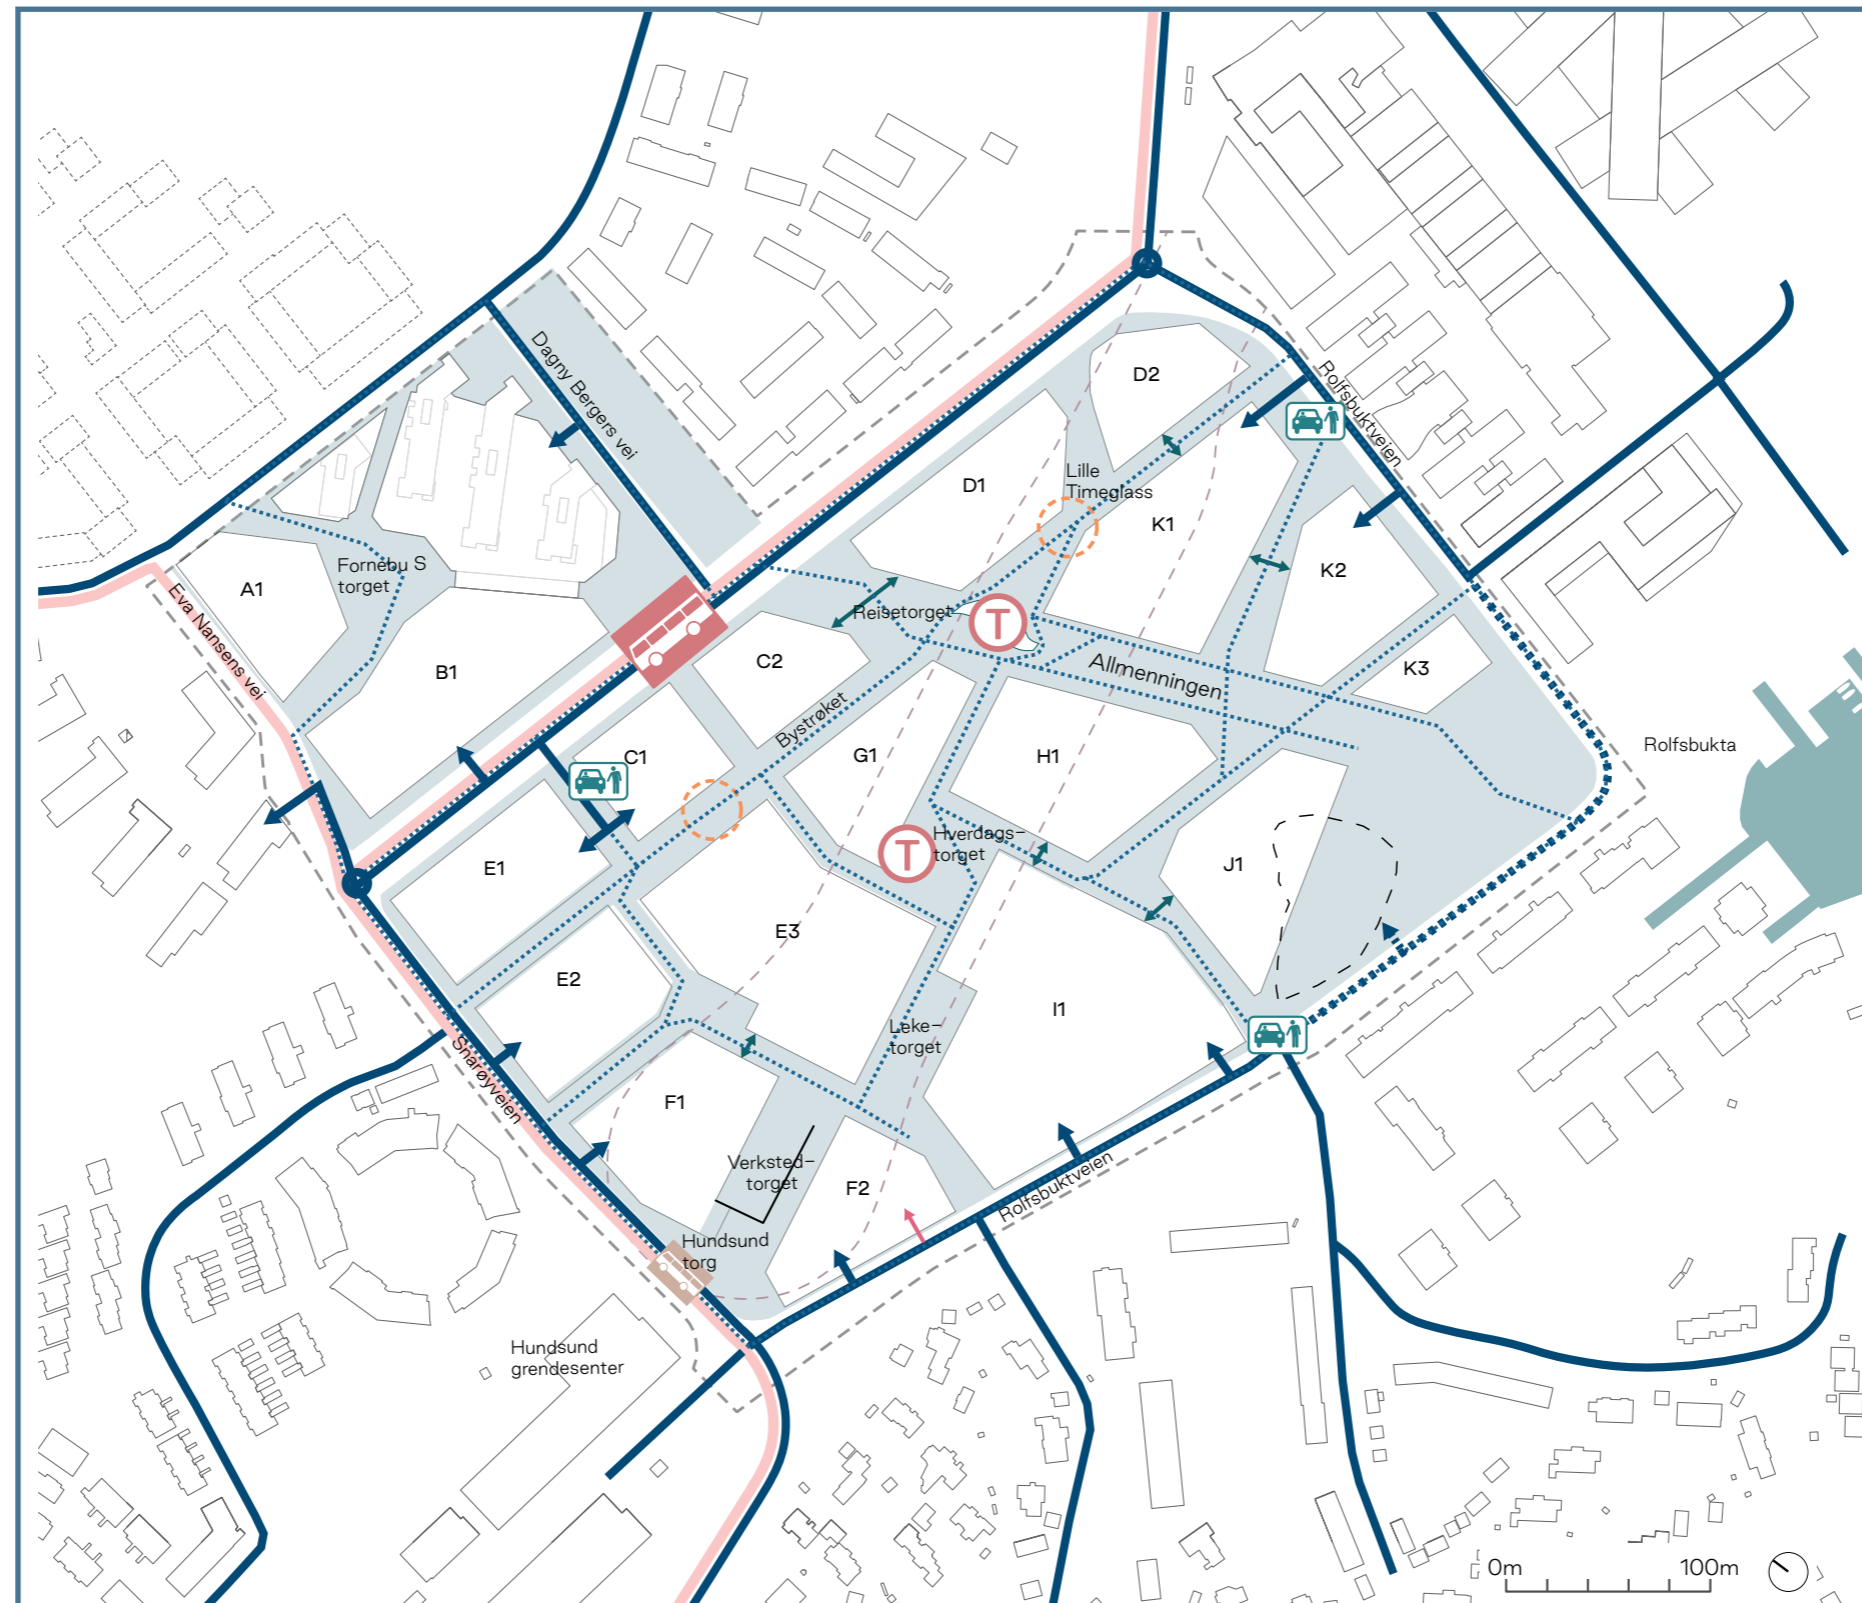 D2
Dagny Bergers vei
Rolfsbuktveien
D1
Lille
Timeglass
K1
K2
A1
Fornebu S
torget
Reisetorget
T
Eva Nansens vei
B1
C2
Allmenningen
K3
Bystrøket
C1
G1
H1
Rolfsbukta
T
Hverdags-
torget
E1
J1
E3
E2
I1
Leke-
torget
Snarøyveien
F1
Verksted-
torget
F2
Rolfsbuktveien
Hundsund
torg
Hundsund
grendesenter
0m 100m